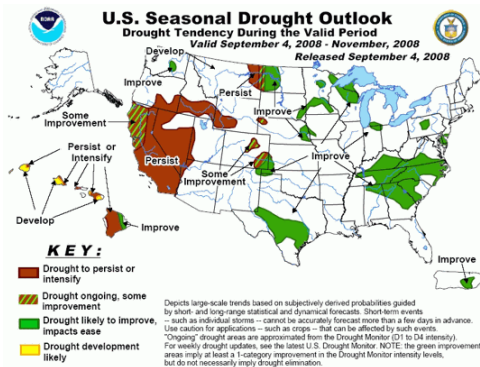 U.S. Seasonal Drought Outlook
Drought Tendency During the Valid Period
Valid September 4, 2008 - November, 2008
Released September 4, 2008
Develop
Improve
Persist
Some
Improvement
Improve
Persist or
Intensify
Persist
Some
Improvement
Improve
Develop
Improve
Improve
KEY:
Drought to persist or
intensify
Drought ongoing, some
improvement
Drought likely to improve,
impacts ease
Drought development
likely
Depicts large-scale trends based on subjectively derived probabilities guided
by short- and long-range statistical and dynamical forecasts. Short-term events
-- such as individual storms -- cannot be accurately forecast more than a few days in advance.
Use caution for applications -- such as crops -- that can be affected by such events.
"Ongoing" drought areas are approximated from the Drought Monitor (D1 to D4 intensity).
For weekly drought updates, see the latest U.S. Drought Monitor. NOTE: the green improvement
areas imply at least a 1-category improvement in the Drought Monitor intensity levels,
but do not necessarily imply drought elimination.